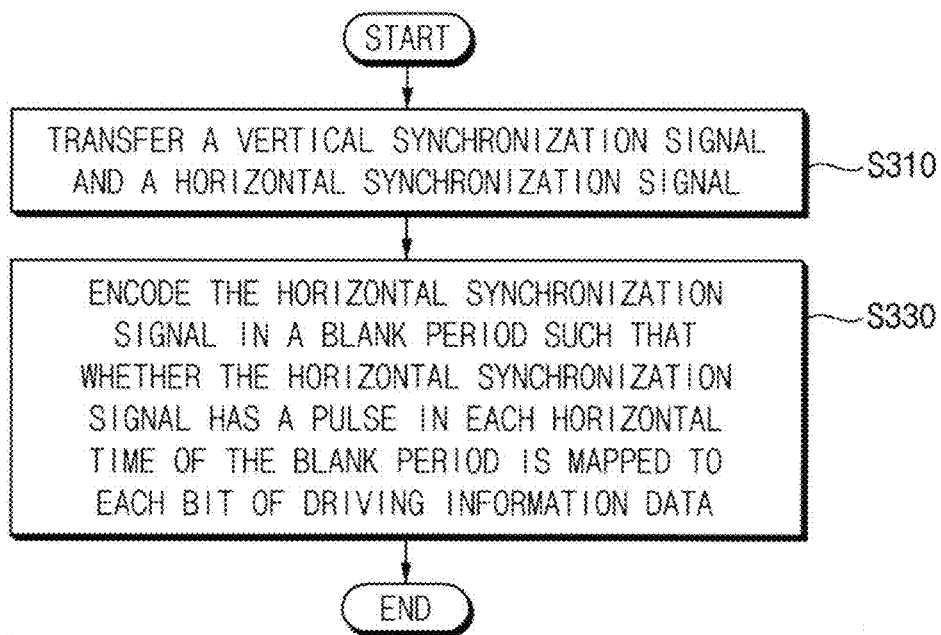 START
TRANSFER A VERTICAL SYNCHRONIZATION SIGNAL
AND A HORIZONTAL SYNCHRONIZATION SIGNAL
S310
ENCODE THE HORIZONTAL SYNCHRONIZATION
SIGNAL IN A BLANK PERIOD SUCH THAT
WHETHER THE HORIZONTAL SYNCHRONIZATION
SIGNAL HAS A PULSE IN EACH HORIZONTAL
TIME OF THE BLANK PERIOD IS MAPPED TO
EACH BIT OF DRIVING INFORMATION DATA
S330
END